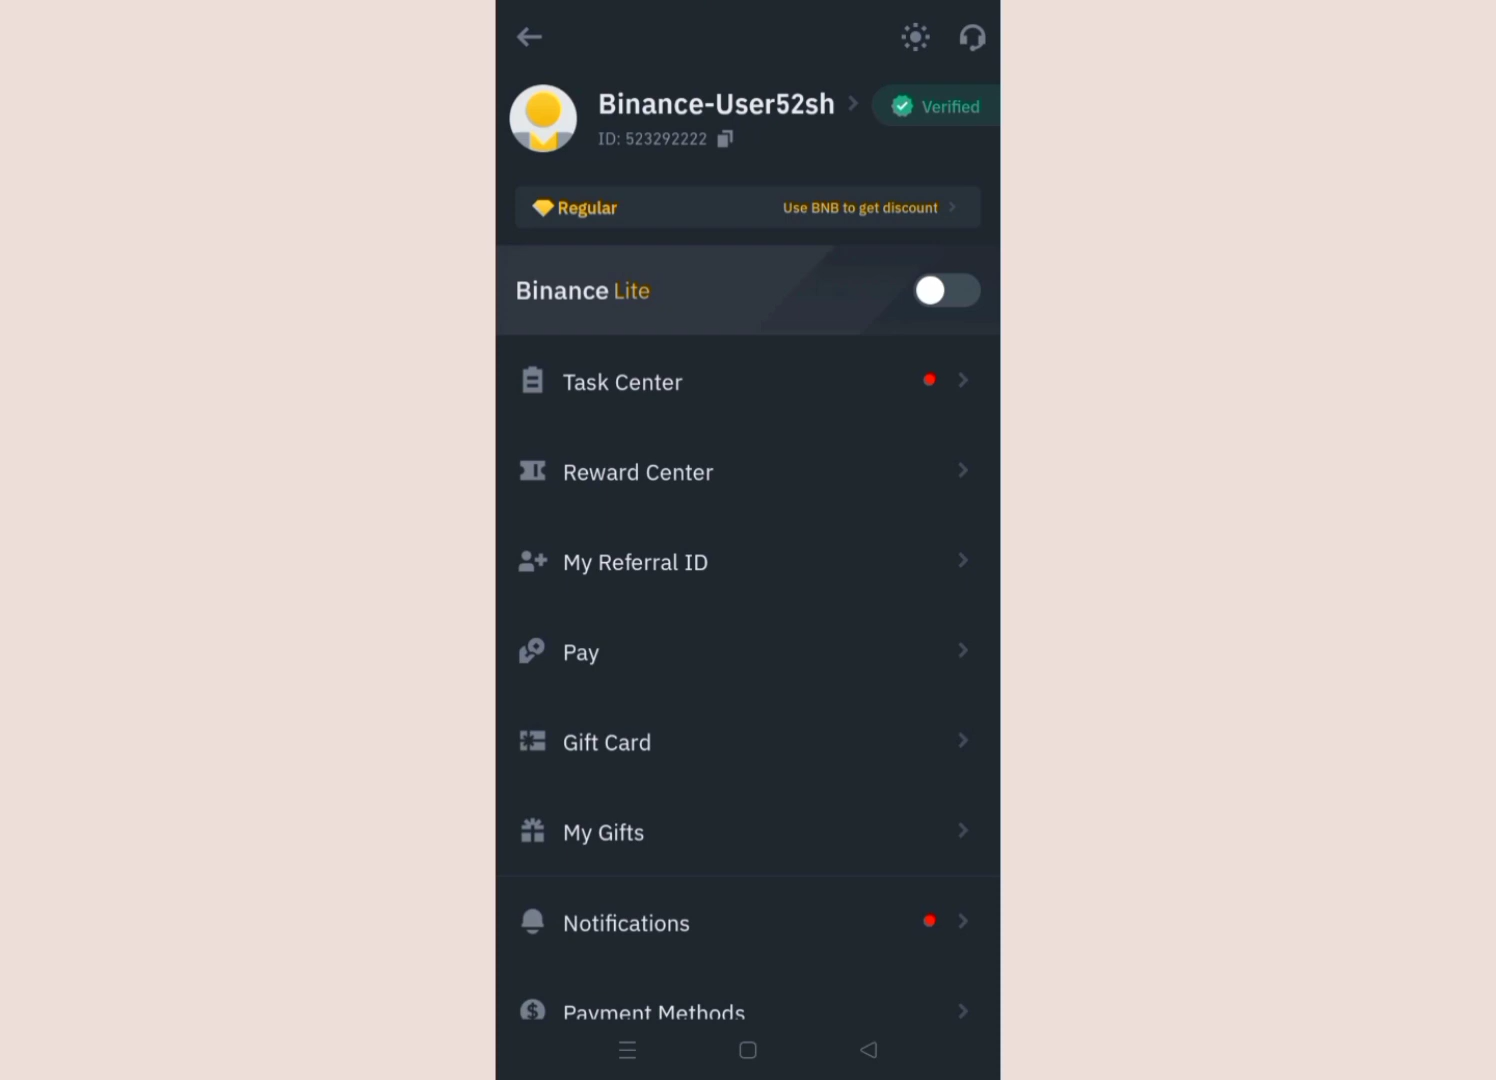 Binance-User52sh
Verified
ID: 523292222
Regular
Use BNB to get discount
Binance Lite
Task Center
Reward Center
My Referral ID
Pay
Gift Card
My Gifts
Notifications
Payment Methods